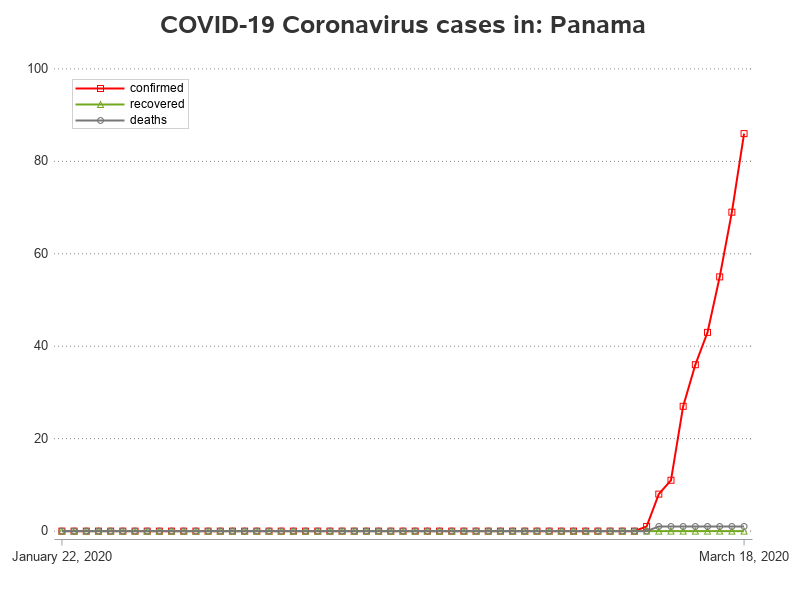 COVID-19 Coronavirus cases in: Panama
100
confirmed
recovered
deaths
80
60
40
20
0
January 22, 2020
March 18, 2020